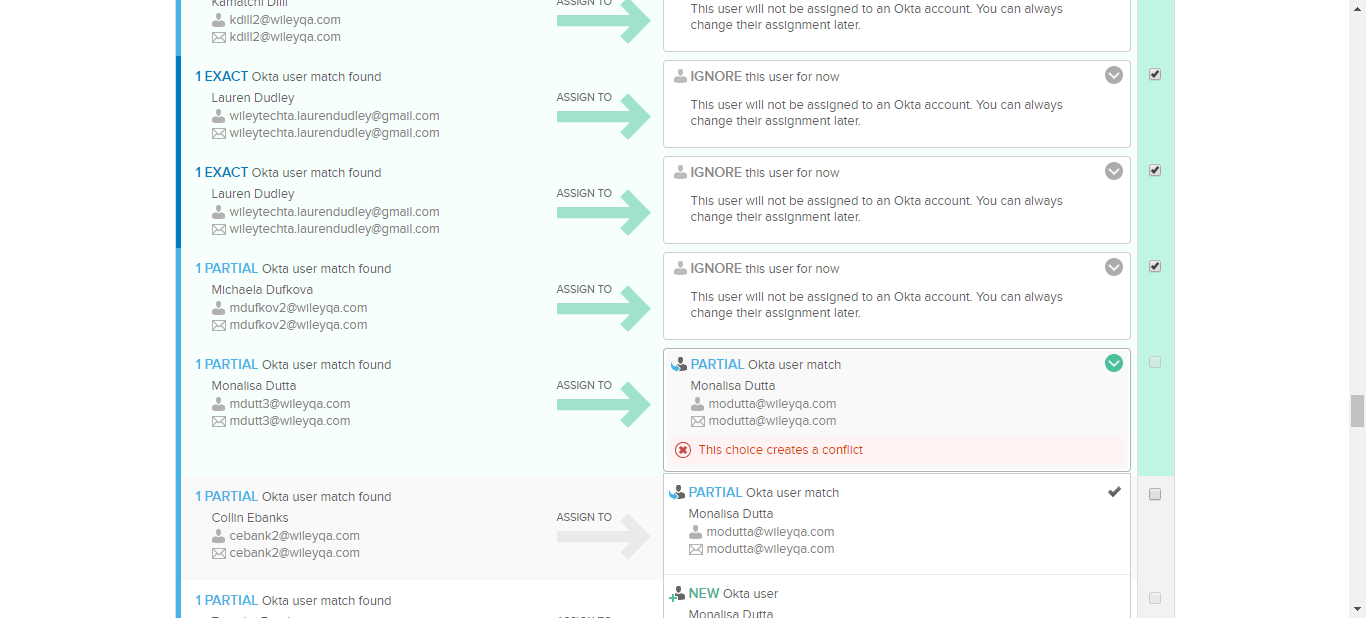 Kamatchi Dilli
kdill2@wileyqa.com
kdill2@wileyqa.com
ASSIGN TO
This user will not be assigned to an Okta account. You can always
change their assignment later.
1 EXACT Okta user match found
Lauren Dudley
wileytechta.laurendudley@gmail.com
wileytechta.laurendudley@gmail.com
ASSIGN TO
IGNORE this user for now
This user will not be assigned to an Okta account. You can always
change their assignment later.
1 EXACT Okta user match found
Lauren Dudley
wileytechta.laurendudley@gmail.com
wileytechta.laurendudley@gmail.com
ASSIGN TO
IGNORE this user for now
This user will not be assigned to an Okta account. You can always
change their assignment later.
1 PARTIAL Okta user match found
Michaela Dufkova
mdufkov2@wileyqa.com
mdufkov2@wileyqa.com
ASSIGN TO
IGNORE this user for now
This user will not be assigned to an Okta account. You can always
change their assignment later.
1 PARTIAL Okta user match found
Monalisa Dutta
mdutt3@wileyqa.com
mdutt3@wileyqa.com
ASSIGN TO
PARTIAL Okta user match
Monalisa Dutta
modutta@wileyqa.com
modutta@wileyqa.com
This choice creates a conflict
1 PARTIAL Okta user match found
Collin Ebanks
cebank2@wileyqa.com
cebank2@wileyqa.com
ASSIGN TO
PARTIAL Okta user match
Monalisa Dutta
modutta@wileyqa.com
modutta@wileyqa.com
1 PARTIAL Okta user match found
ASSIGN TO
NEW Okta user
Monalisa Dutta